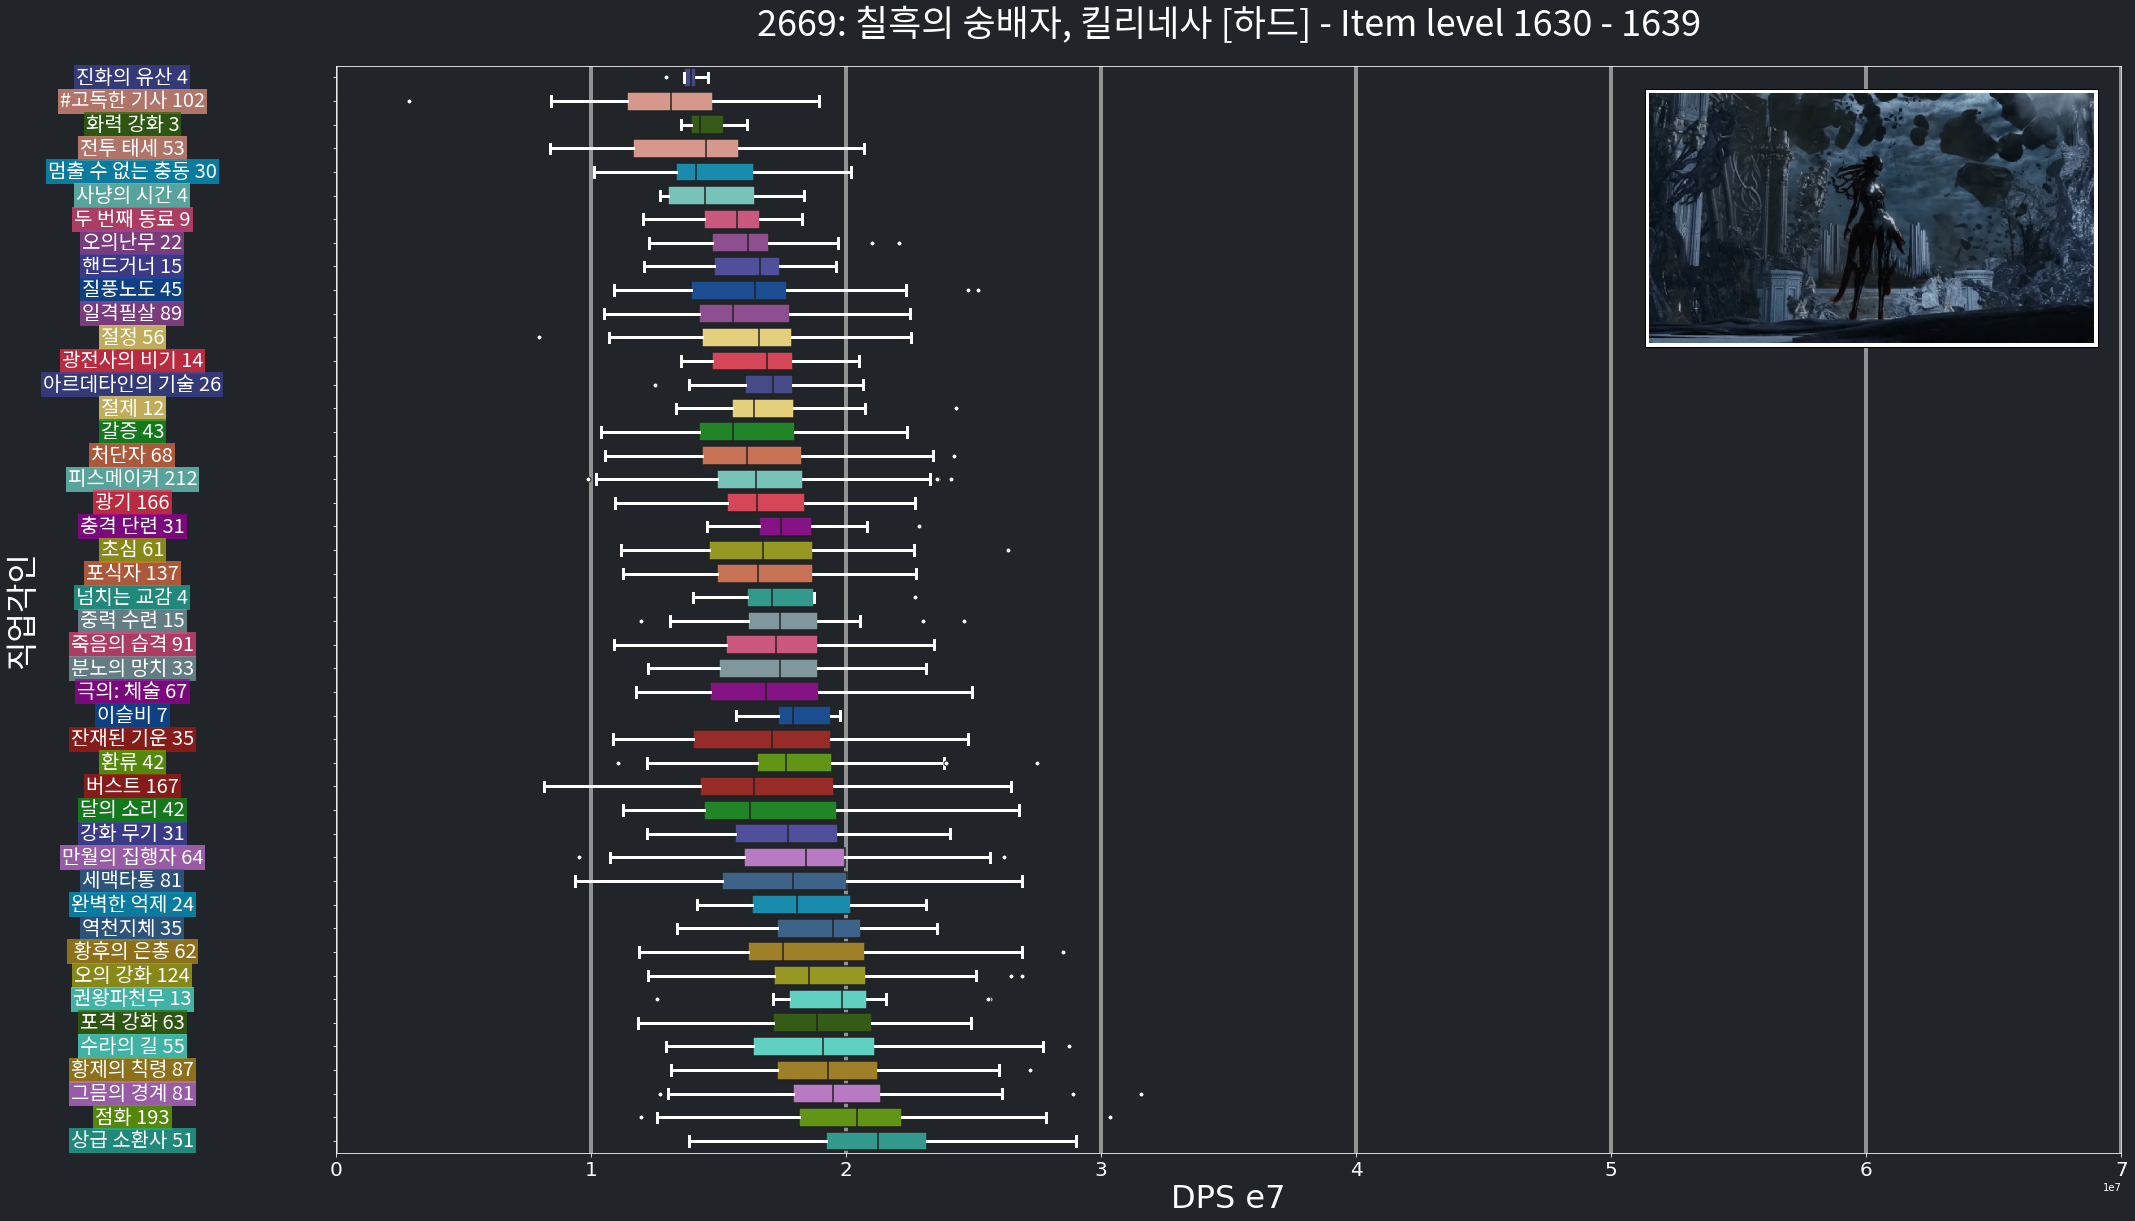 2669: 칠흑의 숭배자, 킬리네사 [하드] - Item level 1630 - 1639
직업각인
진화의 유산 4
#고독한 기사 102
화력 강화 3
전투 태세 53
멈출 수 없는 충동 30
사냥의 시간 4
두 번째 동료 9
오의난무 22
핸드거너 15
질풍노도 45
일격필살 89
절정 56
광전사의 비기 14
아르데타인의 기술 26
절제 12
갈증 43
처단자 68
피스메이커 212
광기 166
충격 단련 31
초심 61
포식자 137
넘치는 교감 4
중력 수련 15
죽음의 습격 91
분노의 망치 33
극의: 체술 67
이슬비 7
잔재된 기운 35
환류 42
버스트 167
달의 소리 42
강화 무기 31
만월의 집행자 64
세맥타통 81
완벽한 억제 24
역천지체 35
황후의 은총 62
오의 강화 124
권왕파천무 13
포격 강화 63
수라의 길 55
황제의 칙령 87
그믐의 경계 81
점화 193
상급 소환사 51
0 1 2 3 4 5 6 7
1e7
DPS e7